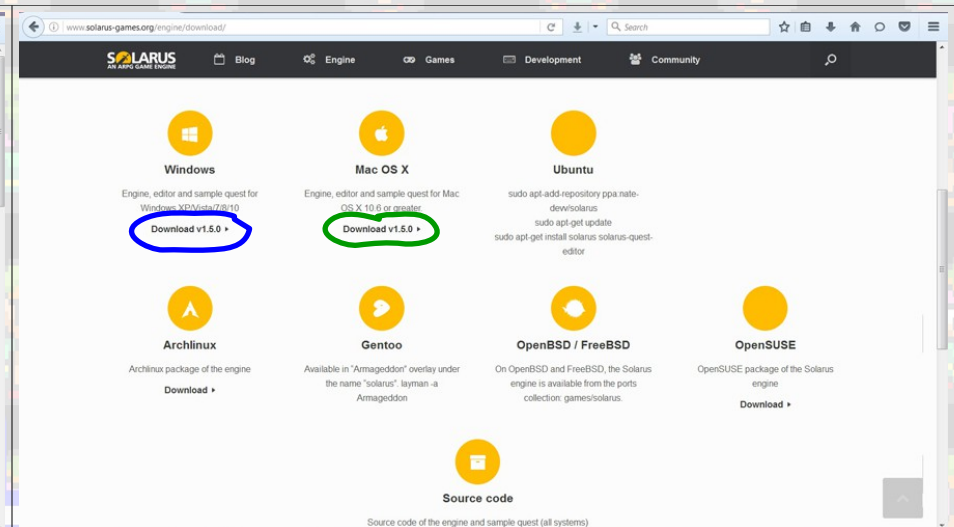 www.solarus-games.org/engine/download/
Search
SOLARUS
AN ARPG GAME ENGINE
Blog
Engine
Games
Development
Community
Windows
Engine, editor and sample quest for
Windows XP/Vista/7/8/10
Download v1.5.0
Mac OS X
Engine, editor and sample quest for Mac
OS X 10.6 or greater.
Download v1.5.0
Ubuntu
sudo apt-add-repository ppa:nate-
devv/solarus
sudo apt-get update
sudo apt-get install solarus solarus-quest-
editor
Archlinux
Archlinux package of the engine
Download
Gentoo
Available in "Armageddon" overlay under
the name "solarus". layman -a
Armageddon
OpenBSD / FreeBSD
On OpenBSD and FreeBSD, the Solarus
engine is available from the ports
collection: games/solarus.
OpenSUSE
OpenSUSE package of the Solarus
engine
Download
Source code
Source code of the engine and sample quest (all systems)